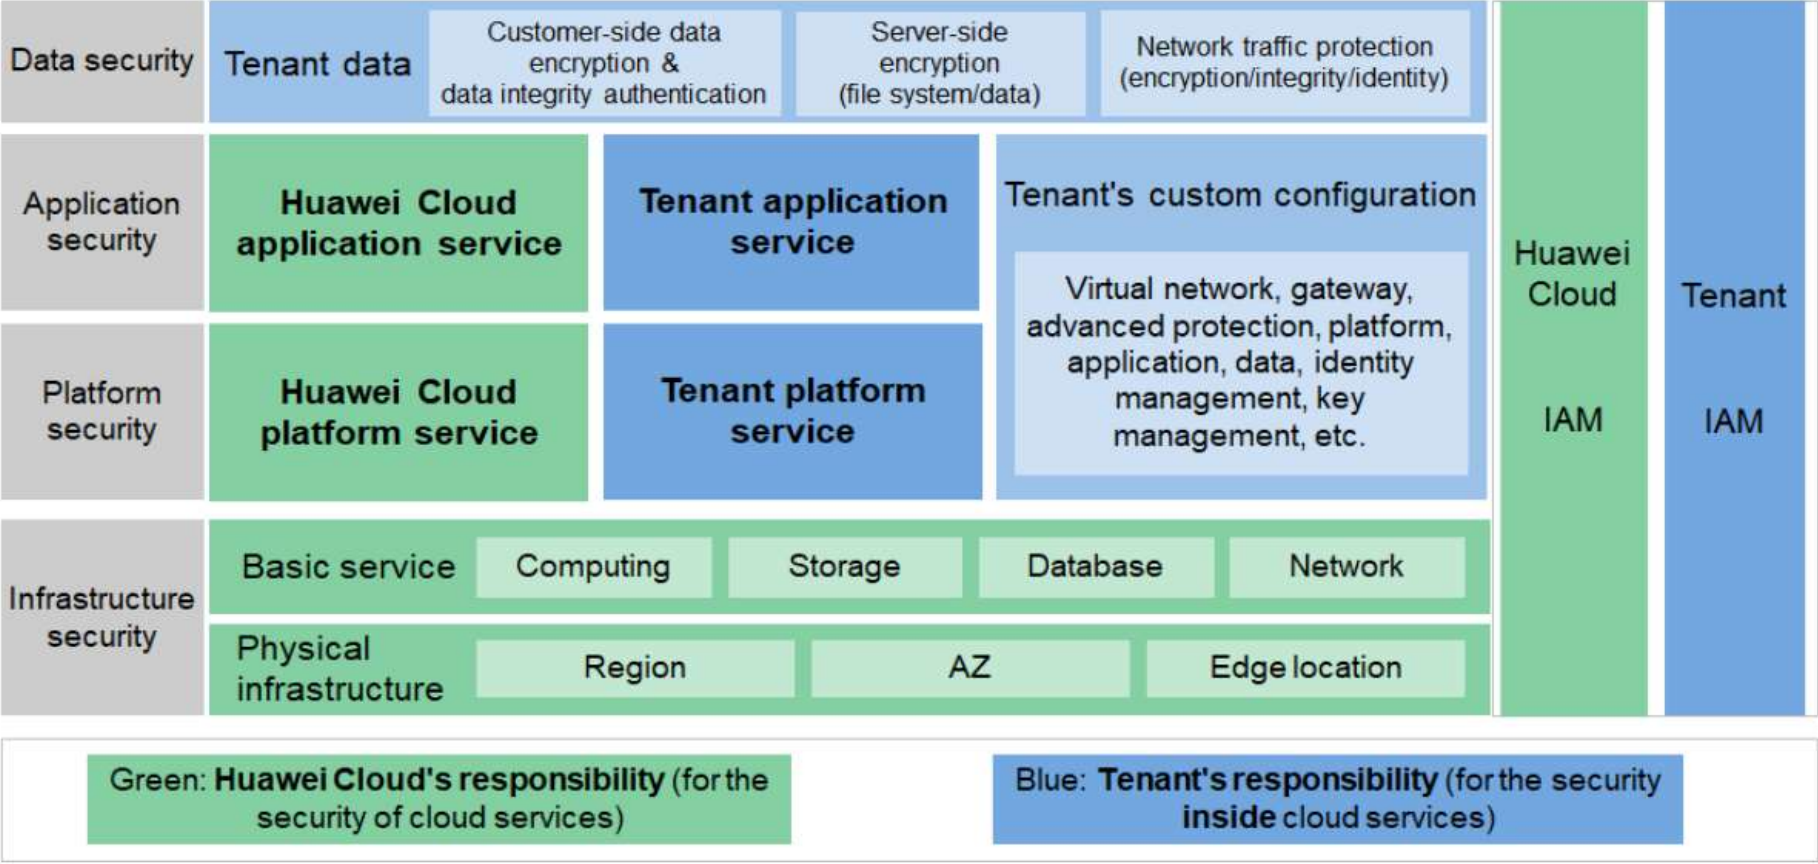 Data security
Tenant data
Customer-side data
encryption &
data integrity authentication
Server-side
encryption
(file system/data)
Network traffic protection
(encryption/integrity/identity)
Application
security
Huawei Cloud
application service
Tenant application
service
Tenant's custom configuration
Virtual network, gateway,
advanced protection, platform,
application, data, identity
management, key
management, etc.
Platform
security
Huawei Cloud
platform service
Tenant platform
service
Infrastructure
security
Basic service
Computing
Storage
Database
Network
Physical
infrastructure
Region
AZ
Edge location
Huawei
Cloud
IAM
Tenant
IAM
Green: Huawei Cloud's responsibility (for the
security of cloud services)
Blue: Tenant's responsibility (for the security
inside cloud services)